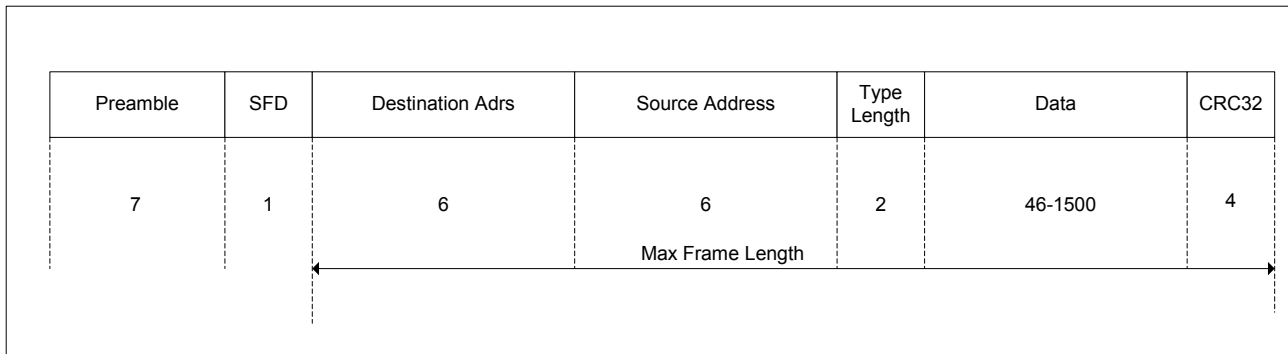 Preamble
SFD
Destination Adrs
Source Address
Type
Length
Data
CRC32
7
1
6
6
2
46-1500
4
Max Frame Length